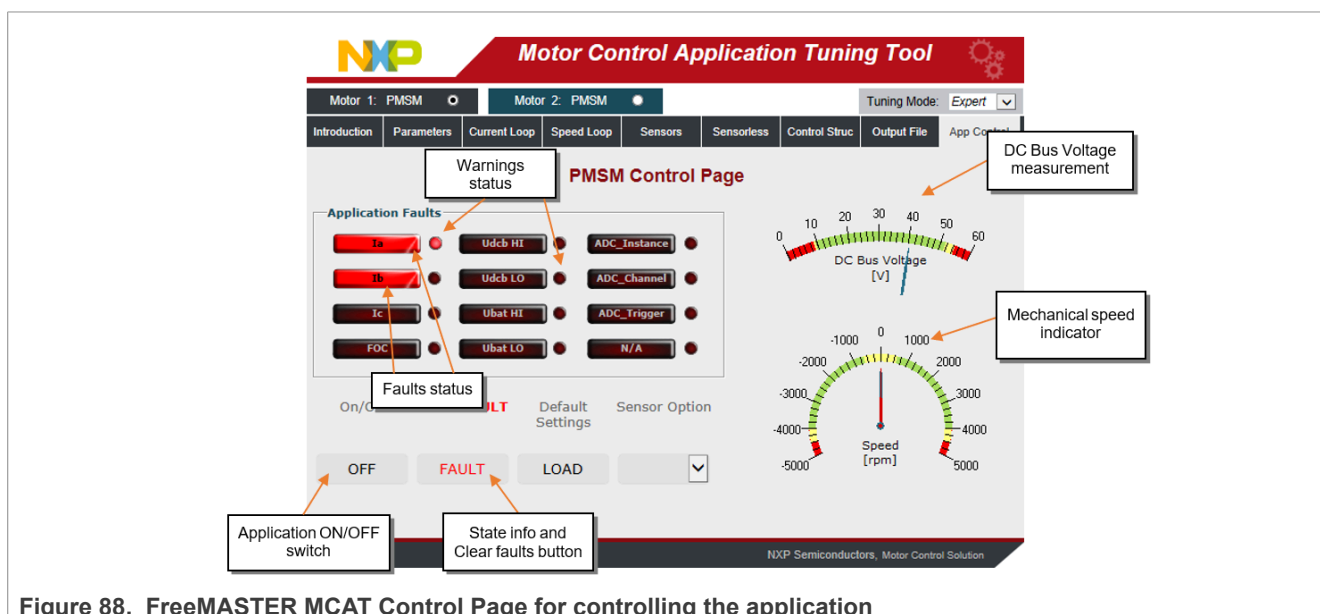 NXP
Motor Control Application Tuning Tool
Motor 1: PMSM
Motor 2: PMSM
Tuning Mode: Expert
Introduction
Parameters
Current Loop
Speed Loop
Sensors
Sensorless
Control Struc
Output File
App
DC Bus Voltage
measurement
Warnings
status
PMSM Control Page
Application Faults
Ia
Udcb HI
ADC_Instance
Ib
Udcb LO
ADC_Channel
Ic
Ubat HI
ADC_Trigger
FOC
Ubat LO
N/A
0
10
20
30
40
50
60
DC Bus Voltage
[V]
Mechanical speed
indicator
-5000
-4000
-3000
-2000
-1000
0
1000
2000
3000
4000
5000
Speed
[rpm]
Faults status
Default
Settings
Sensor Option
OFF
FAULT
LOAD
Application ON/OFF
switch
State info and
Clear faults button
NXP Semiconductors, Motor Control Solution
Figure 88. FreeMASTER MCAT Control Page for controlling the application